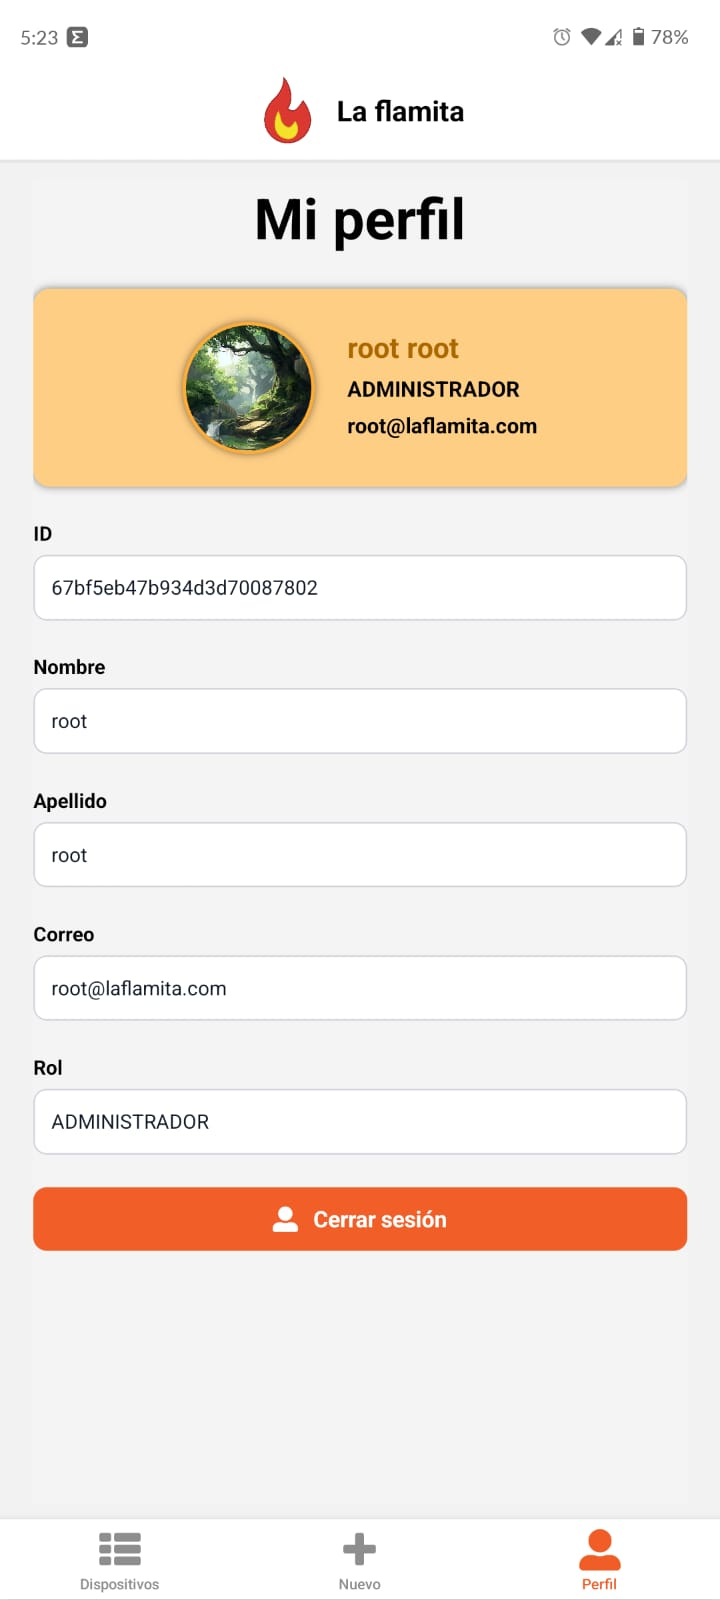 5:23 Σ 78%
La flamita
Mi perfil
root root
ADMINISTRADOR
root@laflamita.com
ID
67bf5eb47b934d3d70087802
Nombre
root
Apellido
root
Correo
root@laflamita.com
Rol
ADMINISTRADOR
Cerrar sesión
Dispositivos
Nuevo
Perfil